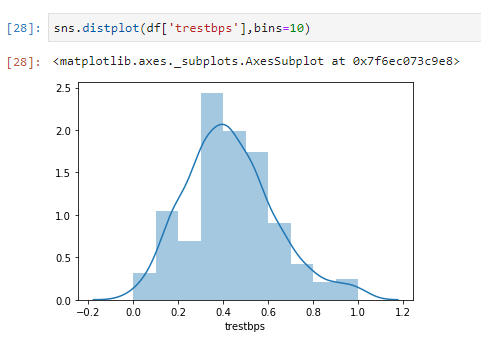 [28]: sns.distplot(df['trestbps'],bins=10)
[28]: <matplotlib.axes._subplots.AxesSubplot at 0x7f6ec073c9e8>
2.5
2.0
1.5
1.0
0.5
0.0
−0.2 0.0 0.2 0.4 0.6 0.8 1.0 1.2
trestbps